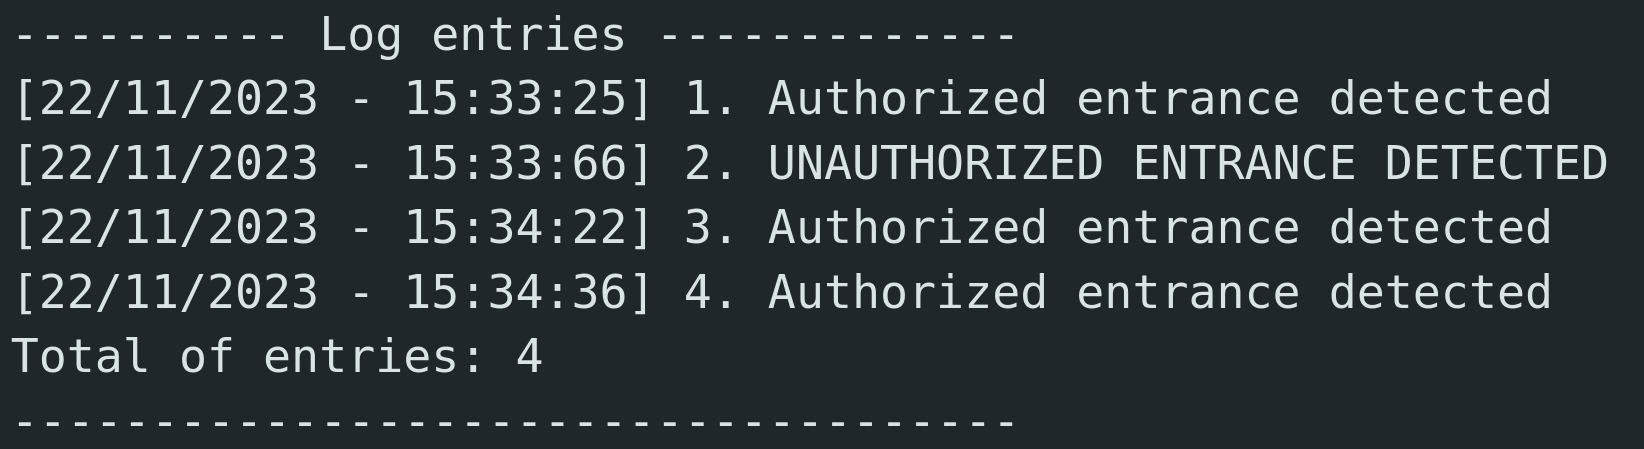 ---------- Log entries -------------
[22/11/2023 - 15:33:25] 1. Authorized entrance detected
[22/11/2023 - 15:33:66] 2. UNAUTHORIZED ENTRANCE DETECTED
[22/11/2023 - 15:34:22] 3. Authorized entrance detected
[22/11/2023 - 15:34:36] 4. Authorized entrance detected
Total of entries: 4
------------------------------------